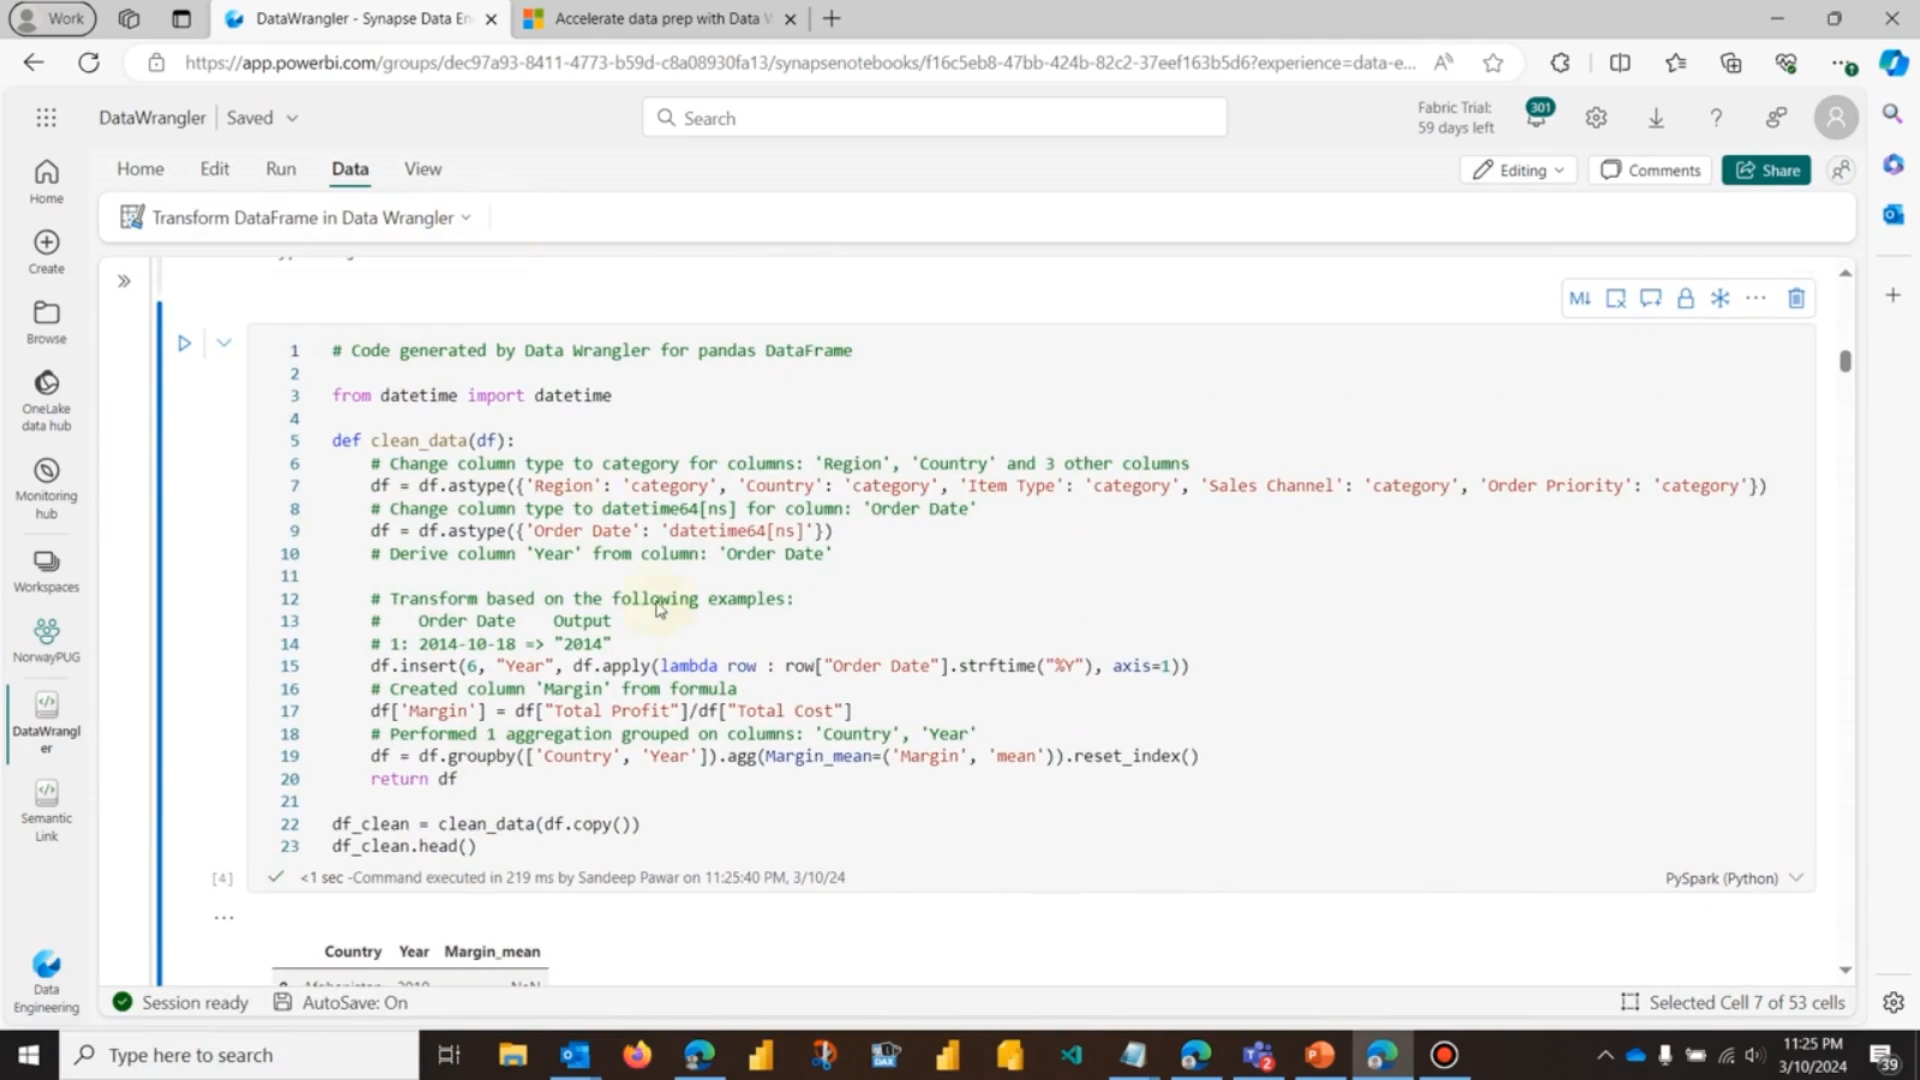 Work
DataWrangler - Synapse Data En
Accelerate data prep with Data W
https://app.powerbi.com/groups/dec97a93-8411-4773-b59d-c8a08930fa13/synapsenotebooks/f16c5eb8-47bb-424b-82c2-37eef163b5d6?experience=data-e...
DataWrangler
Saved
Search
Fabric Trial:
59 days left
301
Home
Edit
Run
Data
View
Editing
Comments
Share
Transform DataFrame in Data Wrangler
Home
Create
Browse
OneLake
data hub
Monitoring
hub
Workspaces
NorwayPUG
DataWrangl
er
Semantic
Link
Data
Engineering
1 # Code generated by Data Wrangler for pandas DataFrame
2
3 from datetime import datetime
4
5 def clean_data(df):
6 # Change column type to category for columns: 'Region', 'Country' and 3 other columns
7 df = df.astype({'Region': 'category', 'Country': 'category', 'Item Type': 'category', 'Sales Channel': 'category', 'Order Priority': 'category'})
8 # Change column type to datetime64[ns] for column: 'Order Date'
9 df = df.astype({'Order Date': 'datetime64[ns]'})
10 # Derive column 'Year' from column: 'Order Date'
11
12 # Transform based on the following examples:
13 #    Order Date    Output
14 # 1: 2014-10-18 => "2014"
15 df.insert(6, "Year", df.apply(lambda row : row["Order Date"].strftime("%Y"), axis=1))
16 # Created column 'Margin' from formula
17 df['Margin'] = df["Total Profit"]/df["Total Cost"]
18 # Performed 1 aggregation grouped on columns: 'Country', 'Year'
19 df = df.groupby(['Country', 'Year']).agg(Margin_mean=('Margin', 'mean')).reset_index()
20 return df
21
22 df_clean = clean_data(df.copy())
23 df_clean.head()
[4]
<1 sec -Command executed in 219 ms by Sandeep Pawar on 11:25:40 PM, 3/10/24
PySpark (Python)
Country Year Margin_mean
Session ready
AutoSave: On
Selected Cell 7 of 53 cells
Type here to search
DAX
11:25 PM
3/10/2024
39